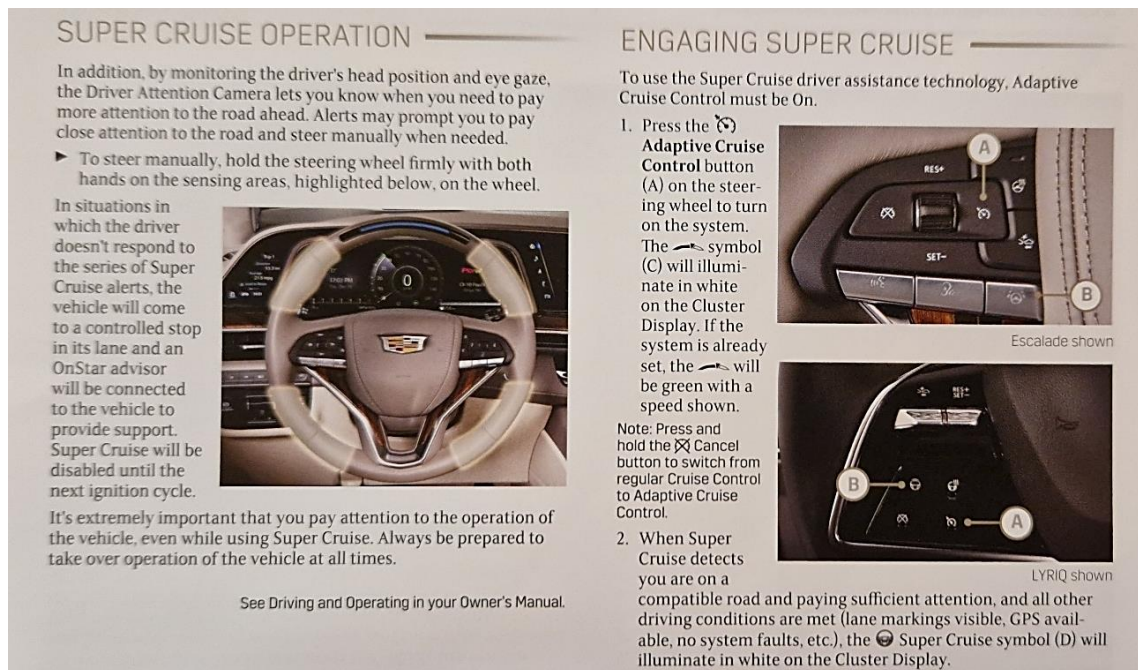 SUPER CRUISE OPERATION
In addition, by monitoring the driver's head position and eye gaze,
the Driver Attention Camera lets you know when you need to pay
more attention to the road ahead. Alerts may prompt you to pay
close attention to the road and steer manually when needed.
► To steer manually, hold the steering wheel firmly with both
hands on the sensing areas, highlighted below, on the wheel.
In situations in
which the driver
doesn't respond to
the series of Super
Cruise alerts, the
vehicle will come
to a controlled stop
in its lane and an
OnStar advisor
will be connected
to the vehicle to
provide support.
Super Cruise will be
disabled until the
next ignition cycle.
0
It's extremely important that you pay attention to the operation of
the vehicle, even while using Super Cruise. Always be prepared to
take over operation of the vehicle at all times.
See Driving and Operating in your Owner's Manual.
ENGAGING SUPER CRUISE
To use the Super Cruise driver assistance technology, Adaptive
Cruise Control must be On.
1. Press the
Adaptive Cruise
Control button
(A) on the steer-
ing wheel to turn
on the system.
The symbol
(C) will illumi-
nate in white
on the Cluster
Display. If the
system is already
set, the will
be green with a
speed shown.
Note: Press and
hold the Cancel
button to switch from
regular Cruise Control
to Adaptive Cruise
Control.
A
RES+
SET-
B
Escalade shown
RES+
SET-
B
A
LYRIQ shown
2. When Super
Cruise detects
you are on a
compatible road and paying sufficient attention, and all other
driving conditions are met (lane markings visible, GPS avail-
able, no system faults, etc.), the Super Cruise symbol (D) will
illuminate in white on the Cluster Display.